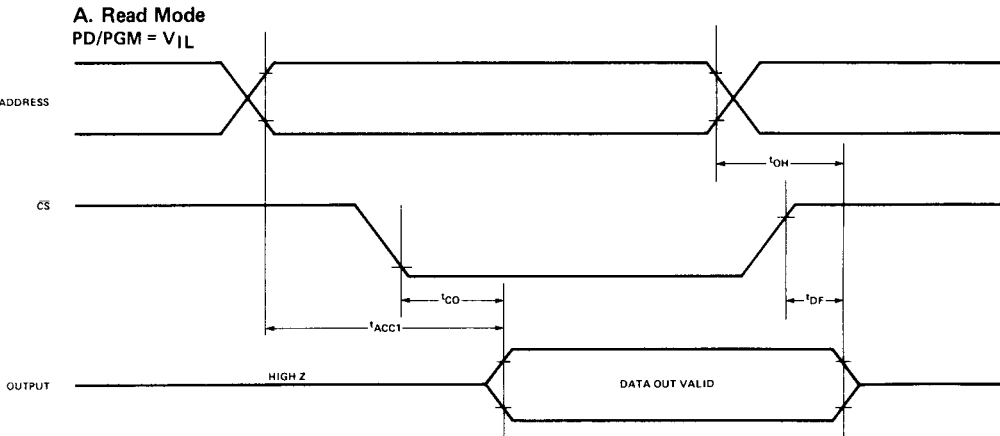 A. Read Mode
PD/PGM = VIL
ADDRESS
tOH
CS
tCO
tDF
tACC1
OUTPUT
HIGH Z
DATA OUT VALID